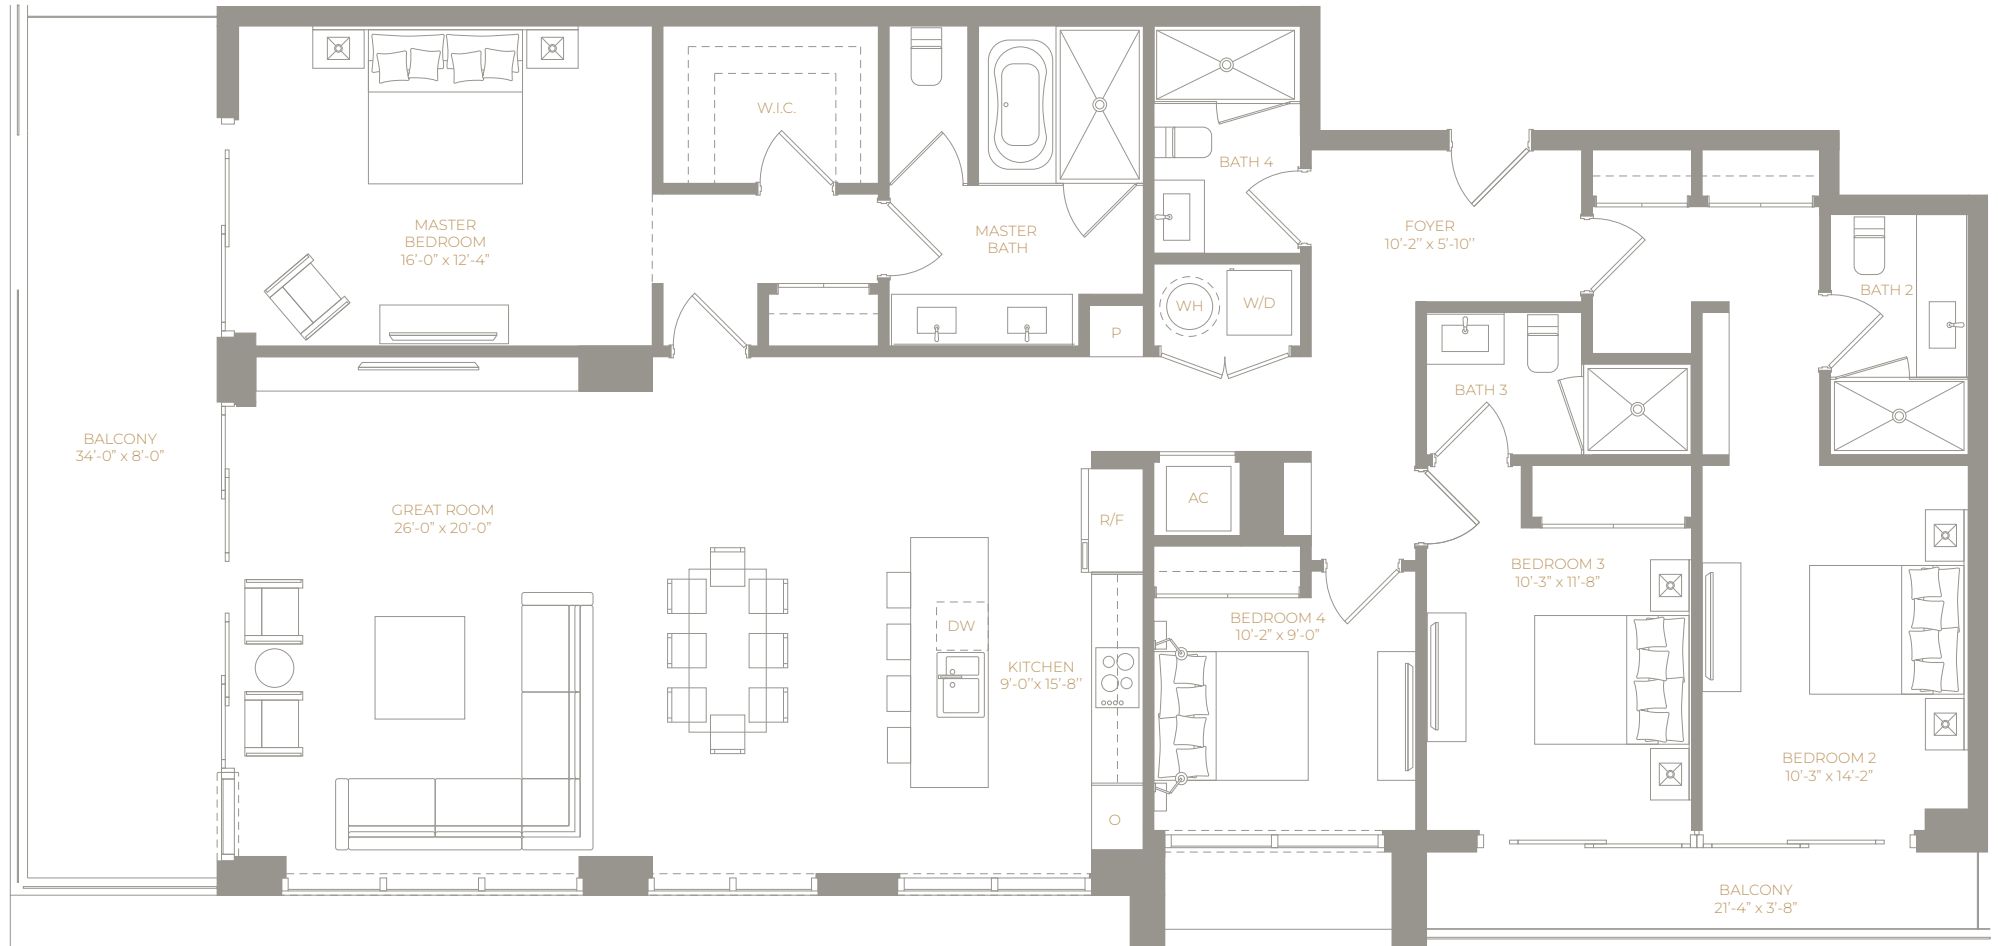 W.I.C.
BATH 4
MASTER
BEDROOM
16'-0" x 12'-4"
MASTER
BATH
FOYER
10'-2" x 5'-10"
BATH 2
WH
W/D
P
BATH 3
BALCONY
34'-0" x 8'-0"
GREAT ROOM
26'-0" x 20'-0"
R/F
AC
BEDROOM 3
10'-3" x 11'-8"
DW
BEDROOM 4
10'-2" x 9'-0"
KITCHEN
9'-0"x 15'-8"
BEDROOM 2
10'-3" x 14'-2"
O
BALCONY
21'-4" x 3'-8"